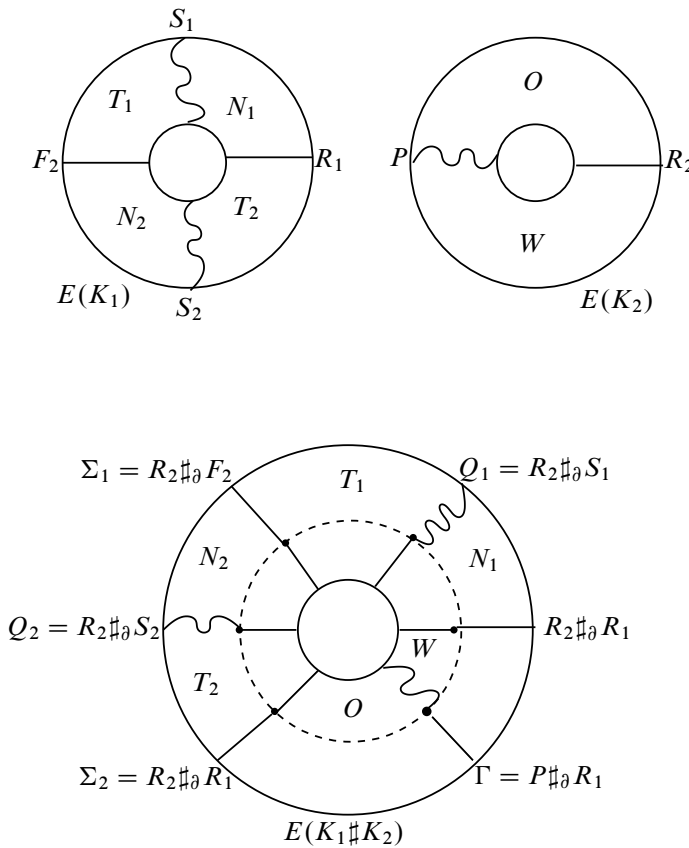 S₁
T₁ N₁ O
F₂ R₁ P R₂
N₂ T₂ W
E(K₁) S₂ E(K₂)
Σ₁ = R₂♯∂F₂ T₁ Q₁ = R₂♯∂S₁
N₂ N₁
Q₂ = R₂♯∂S₂ W R₂♯∂R₁
T₂ O
Σ₂ = R₂♯∂R₁ Γ = P♯∂R₁
E(K₁♯K₂)